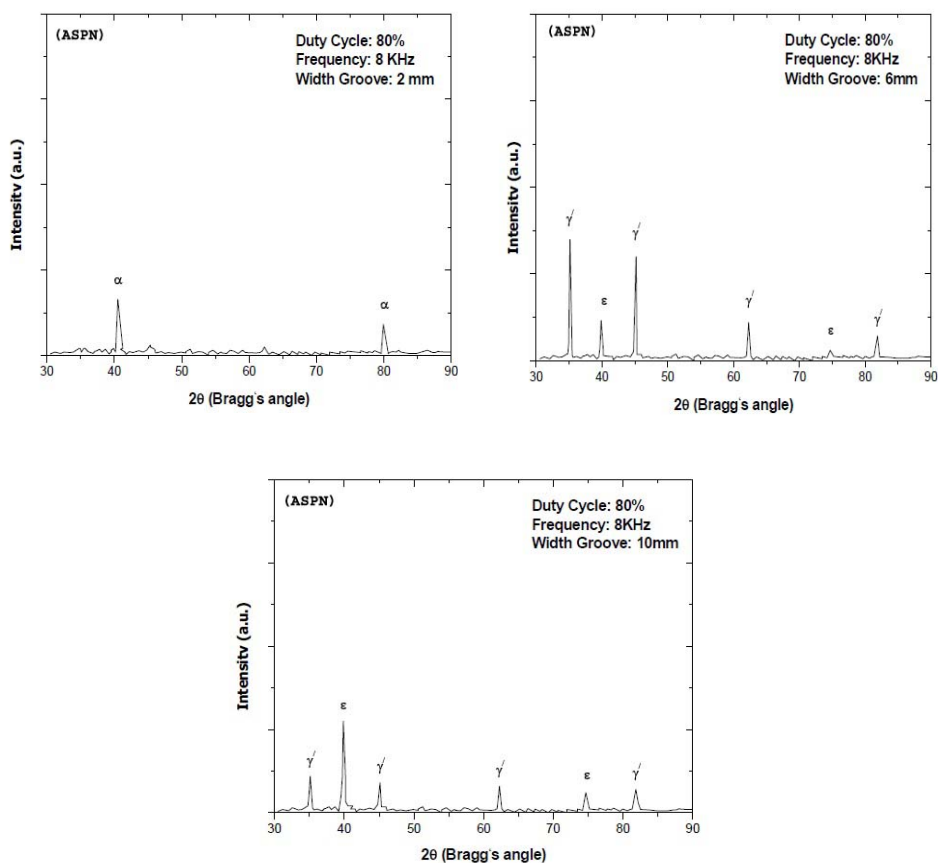 (ASPN)
Duty Cycle: 80%
Frequency: 8 KHz
Width Groove: 2 mm
Intensitv (a.u.)
α
α
30 40 50 60 70 80 90
2θ (Bragg's angle)
(ASPN)
Duty Cycle: 80%
Frequency: 8KHz
Width Groove: 6mm
Intensitv (a.u.)
γ′
γ′
ε
γ′
ε
γ′
30 40 50 60 70 80 90
2θ (Bragg's angle)
(ASPN)
Duty Cycle: 80%
Frequency: 8KHz
Width Groove: 10mm
Intensitv (a.u.)
ε
γ′
γ′
γ′
ε
γ′
30 40 50 60 70 80 90
2θ (Bragg's angle)